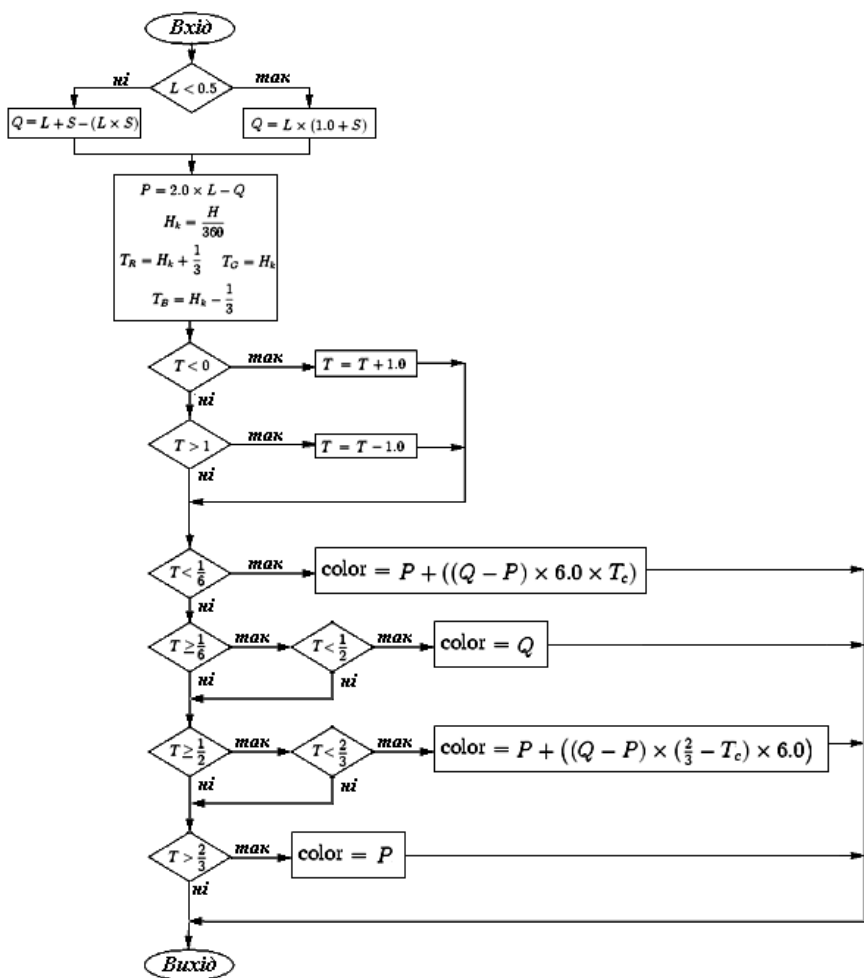 Вхід
ні
так
L < 0.5
Q = L + S − (L × S)
Q = L × (1.0 + S)
P = 2.0 × L − Q
H_k = H/360
T_R = H_k + 1/3 T_G = H_k
T_B = H_k − 1/3
T < 0
так
T = T + 1.0
ні
T > 1
так
T = T − 1.0
ні
T < 1/6
так
color = P + ((Q − P) × 6.0 × T_c)
ні
T ≥ 1/6
так
T < 1/2
так
color = Q
ні
ні
T ≥ 1/2
так
T < 2/3
так
color = P + ((Q − P) × (2/3 − T_c) × 6.0)
ні
ні
T > 2/3
так
color = P
ні
Вихід